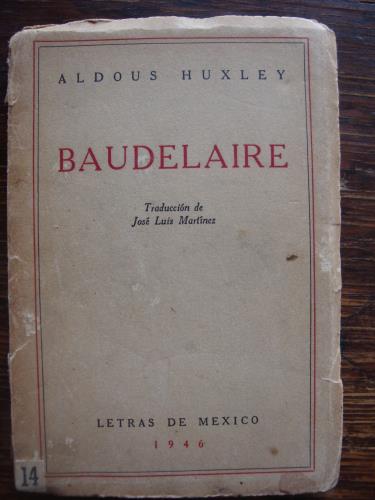 ALDOUS HUXLEY
BAUDELAIRE
Traducción de
José Luis Martínez
LETRAS DE MEXICO
1946
14